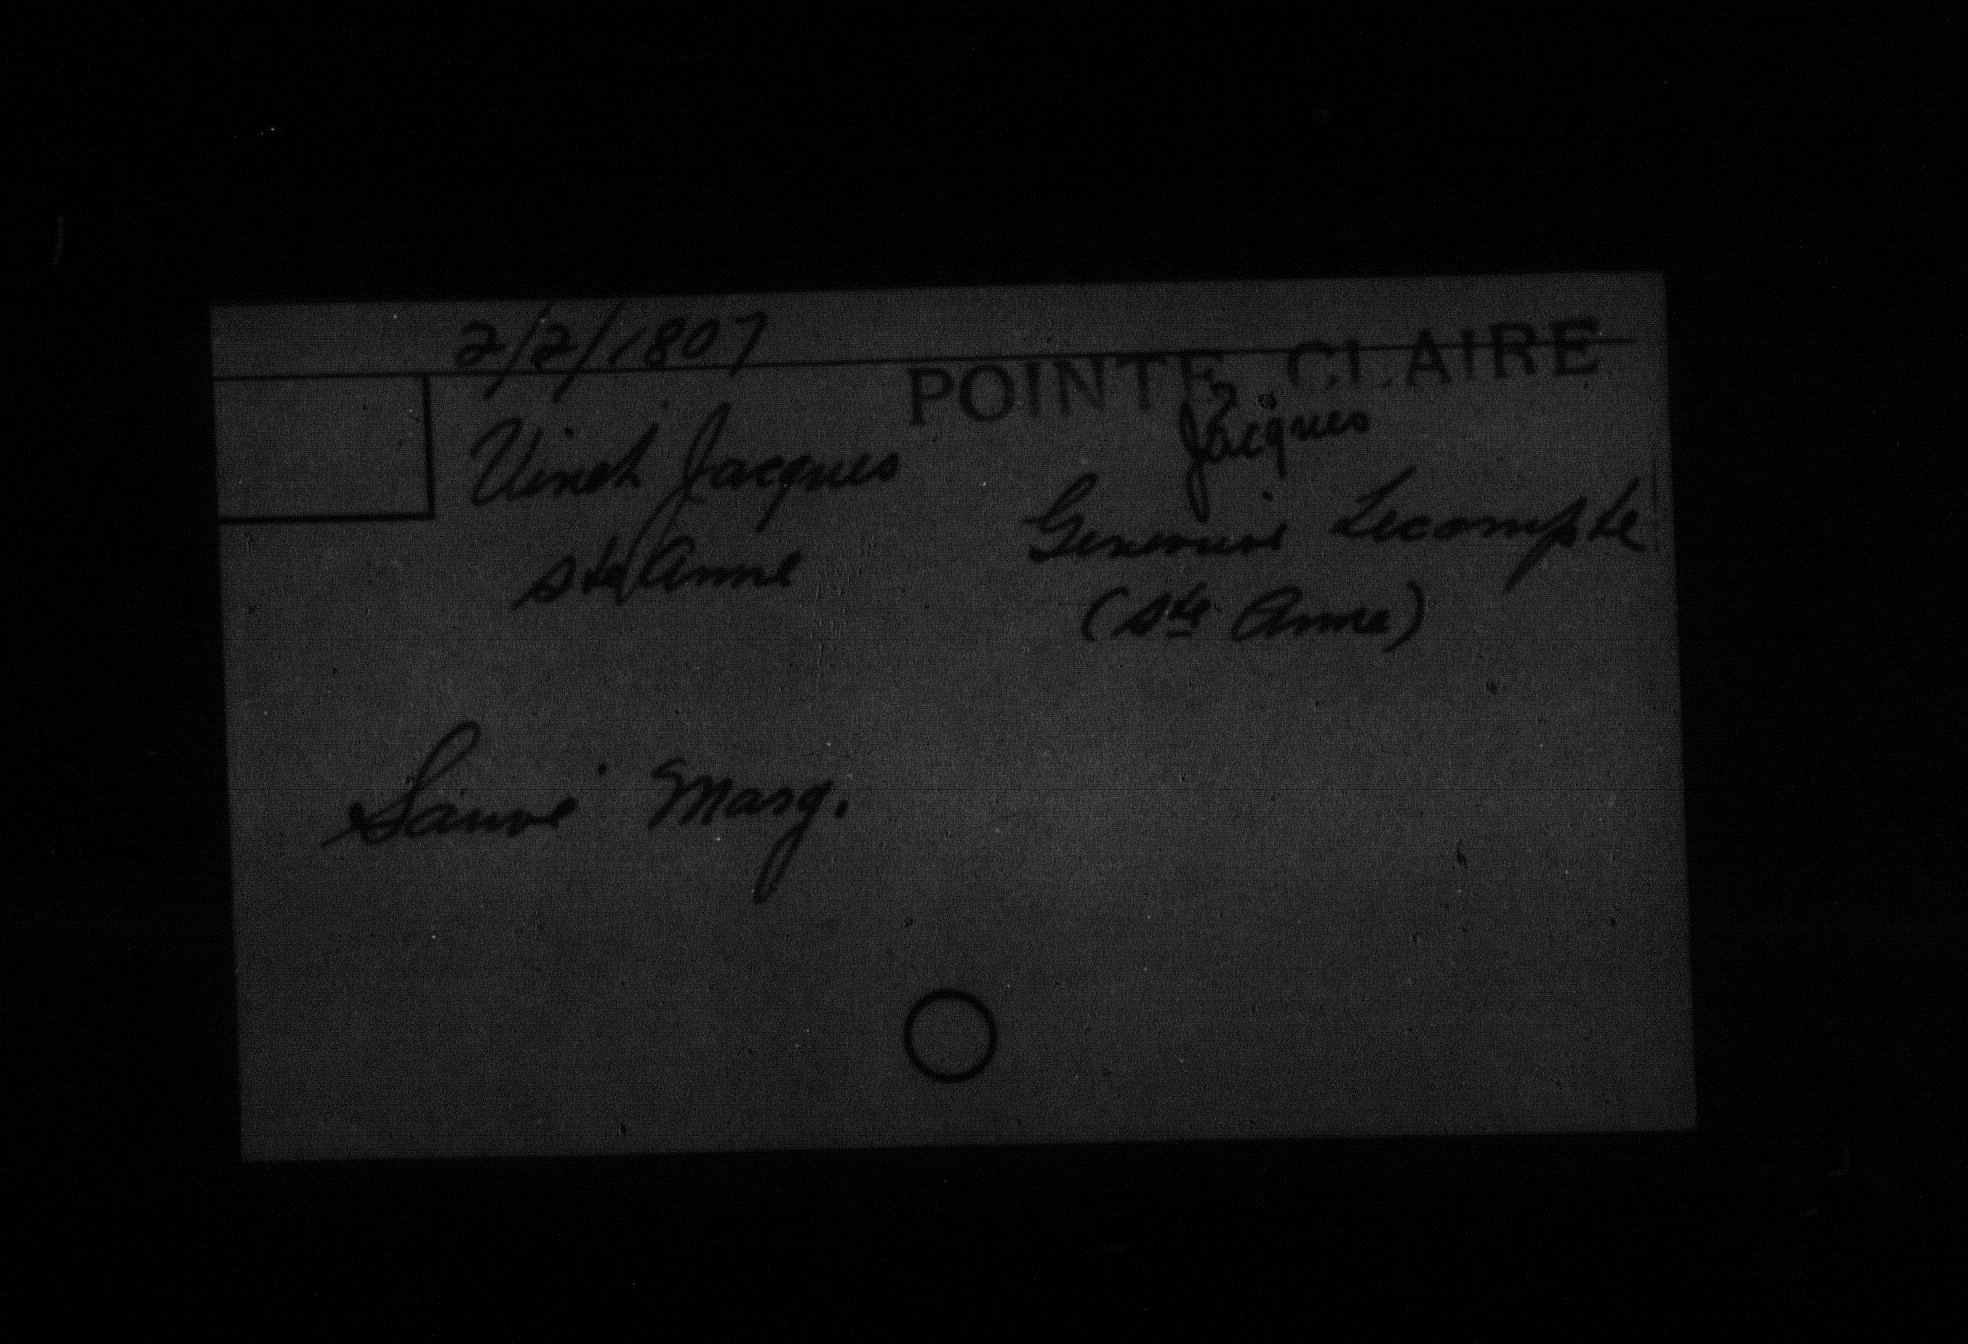 2/2/1807
POINTE CLAIRE
Vinet Jacques
Jacques
Genevieve Lecompte
ste Anne
(Ste Anne)
Sauvé Marg.